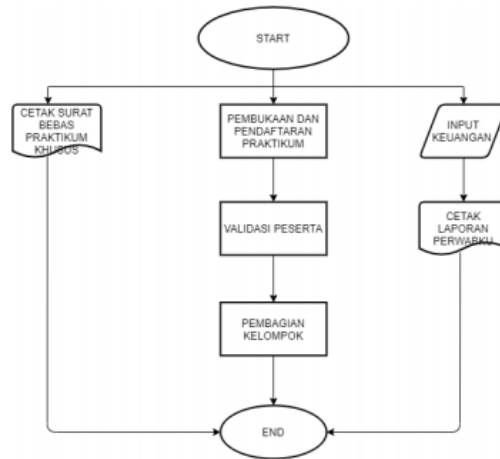 START
CETAK SURAT
BEBAS
PRAKTIKUM
KHUSUS
PEMBUKAAN DAN
PENDAFTARAN
PRAKTIKUM
INPUT
KEUANGAN
VALIDASI PESERTA
CETAK
LAPORAN
PERWABKU
PEMBAGIAN
KELOMPOK
END